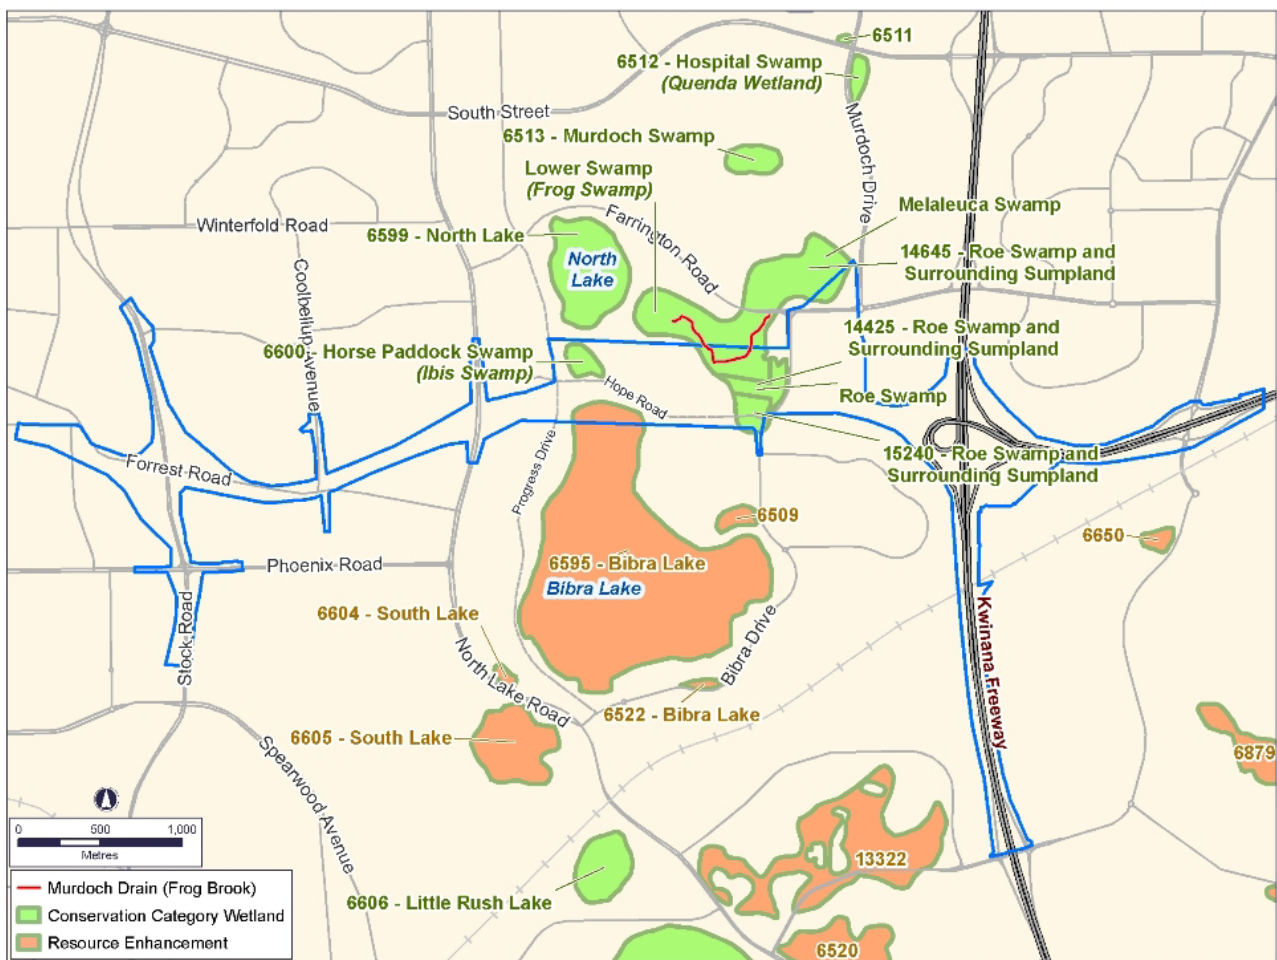 6511
6512 - Hospital Swamp
(Quenda Wetland)
South Street
6513 - Murdoch Swamp
Murdoch Drive
Lower Swamp
(Frog Swamp)
Melaleuca Swamp
Farrington Road
Winterfold Road
6599 - North Lake
North
Lake
14645 - Roe Swamp and
Surrounding Sumpland
Coolbellup Avenue
14425 - Roe Swamp and
Surrounding Sumpland
6600 - Horse Paddock Swamp
(Ibis Swamp)
Hope Road
Roe Swamp
15240 - Roe Swamp and
Surrounding Sumpland
Forrest Road
Progress Drive
6509
6650
Phoenix Road
6595 - Bibra Lake
Bibra Lake
6604 - South Lake
Stock Road
North Lake Road
Bibra Drive
Kwinana Freeway
6522 - Bibra Lake
6605 - South Lake
6879
Spearwood Avenue
13322
6606 - Little Rush Lake
6520
0 500 1,000
Metres
Murdoch Drain (Frog Brook)
Conservation Category Wetland
Resource Enhancement